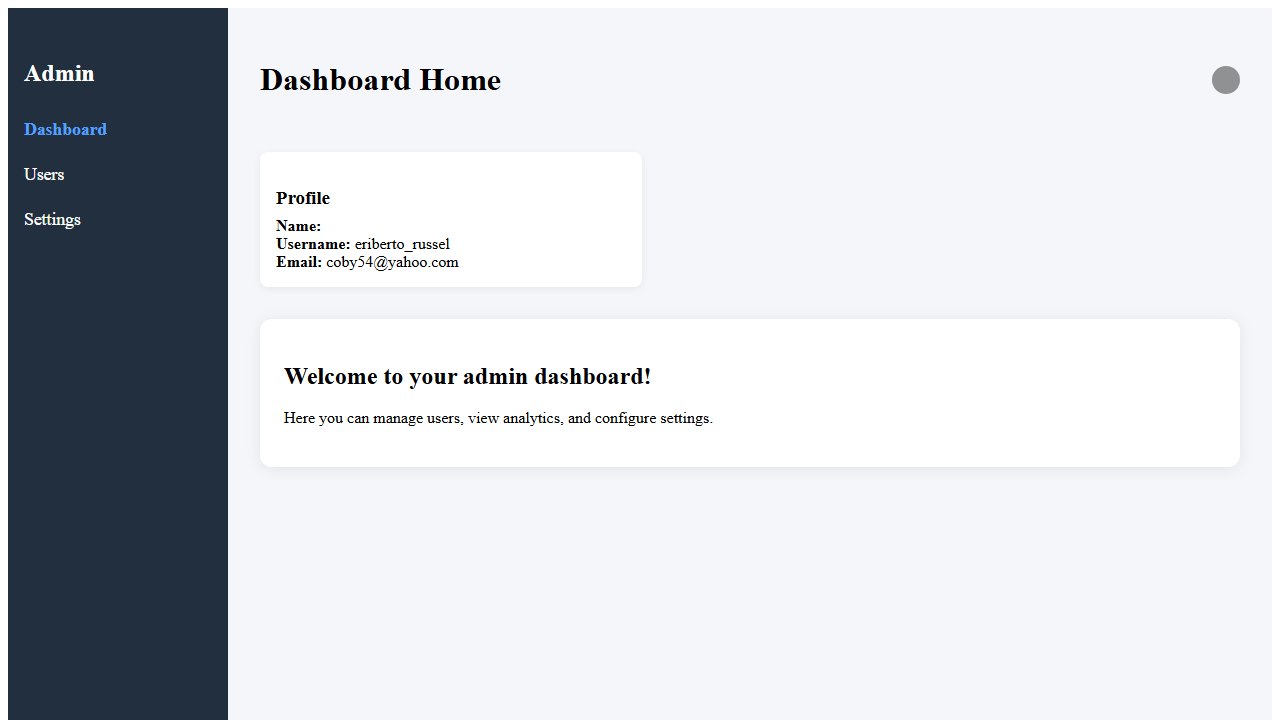 Admin
Dashboard
Users
Settings
Dashboard Home
Profile
Name:
Username: eriberto_russel
Email: coby54@yahoo.com
Welcome to your admin dashboard!
Here you can manage users, view analytics, and configure settings.